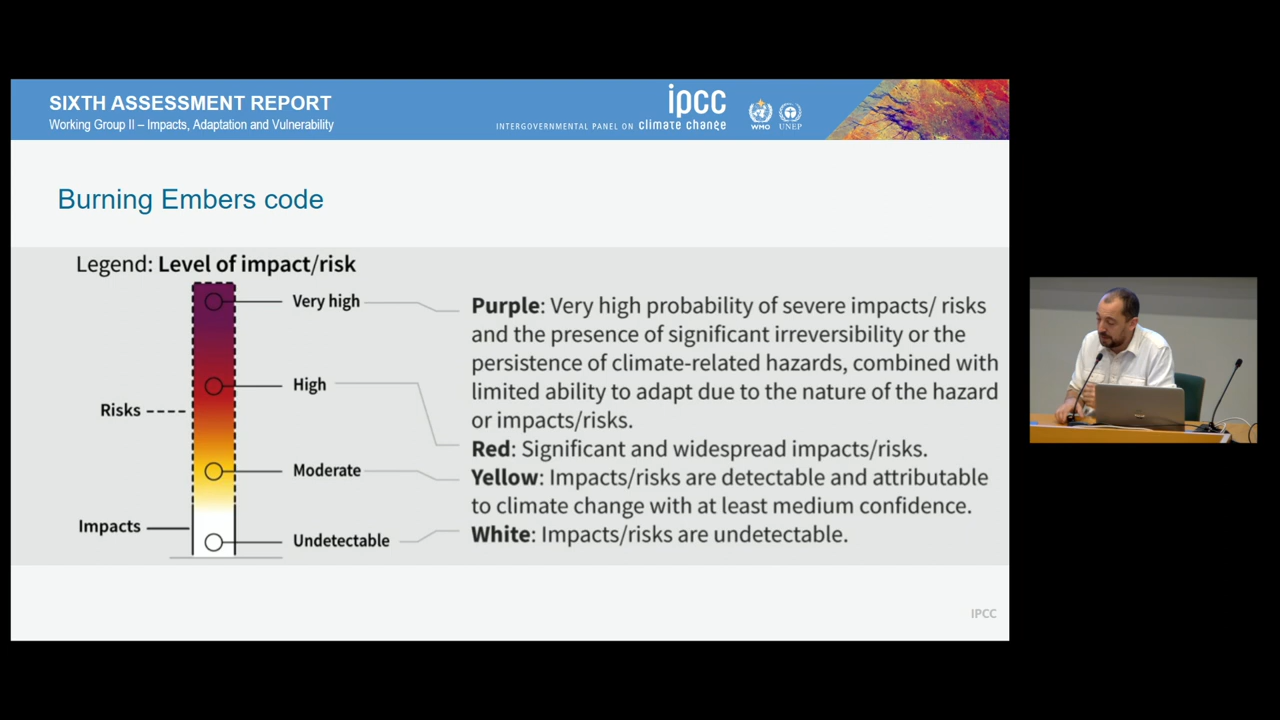 SIXTH ASSESSMENT REPORT
Working Group II – Impacts, Adaptation and Vulnerability
ipcc
INTERGOVERNMENTAL PANEL ON climate change
WMO
UNEP
Burning Embers code
Legend: Level of impact/risk
Very high
High
Risks
Moderate
Impacts
Undetectable
Purple: Very high probability of severe impacts/ risks
and the presence of significant irreversibility or the
persistence of climate-related hazards, combined with
limited ability to adapt due to the nature of the hazard
or impacts/risks.
Red: Significant and widespread impacts/risks.
Yellow: Impacts/risks are detectable and attributable
to climate change with at least medium confidence.
White: Impacts/risks are undetectable.
IPCC